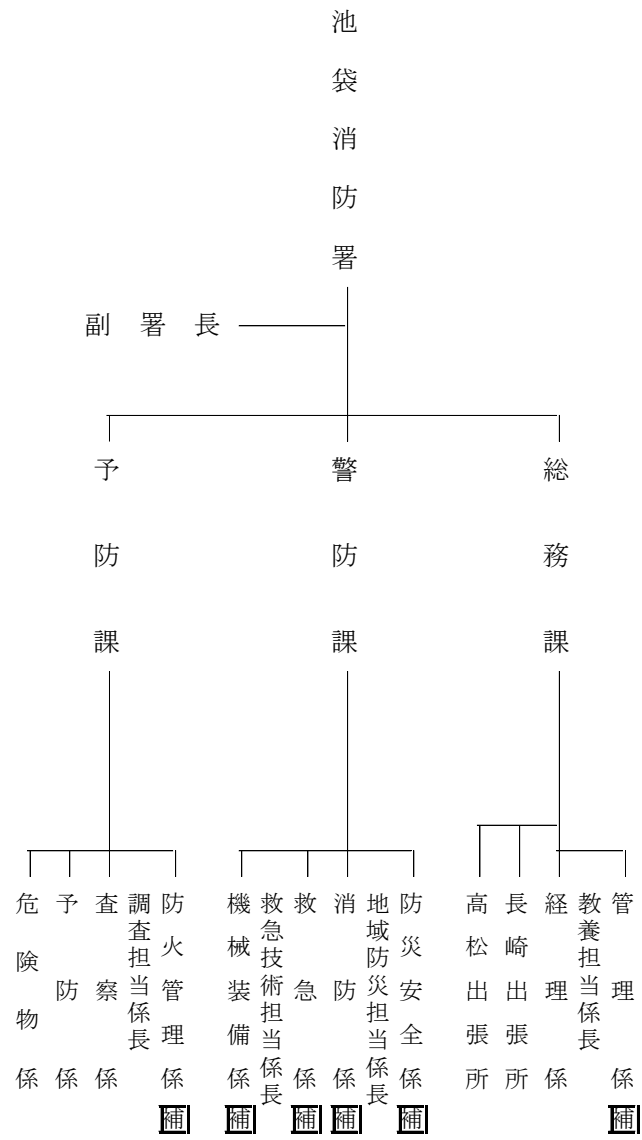 池袋消防署
副署長
総務課
警防課
予防課
管理係補
教養担当係長
経理係
長崎出張所
高松出張所
防災安全係補
地域防災担当係長
消防係補
救急係補
救急技術担当係長
機械装備係補
防火管理係補
調査担当係長
査察係
予防係
危険物係